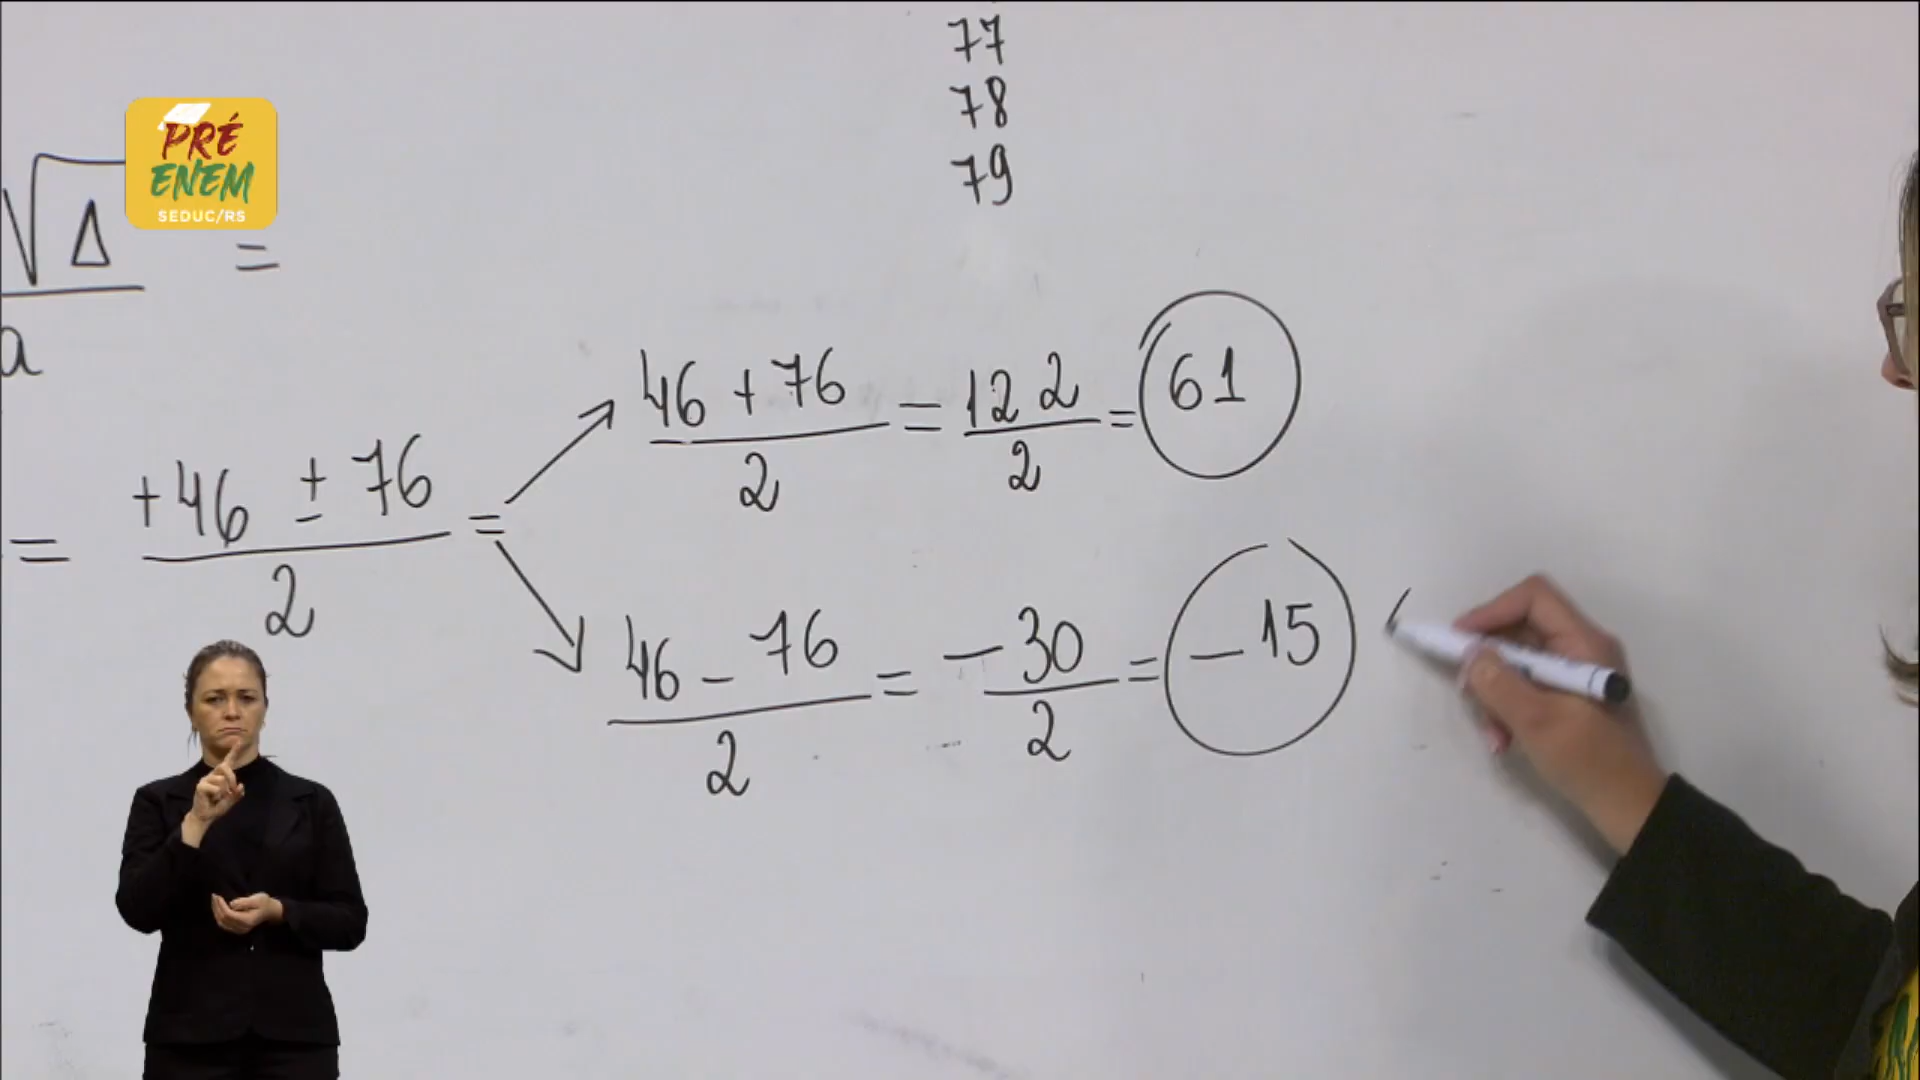 77
78
79
PRÉ
ENEM
SEDUC/RS
√Δ =
a
46 + 76 = 122 = 61
2 2
= +46 ± 76 =
2
46 - 76 = -30 = -15
2 2